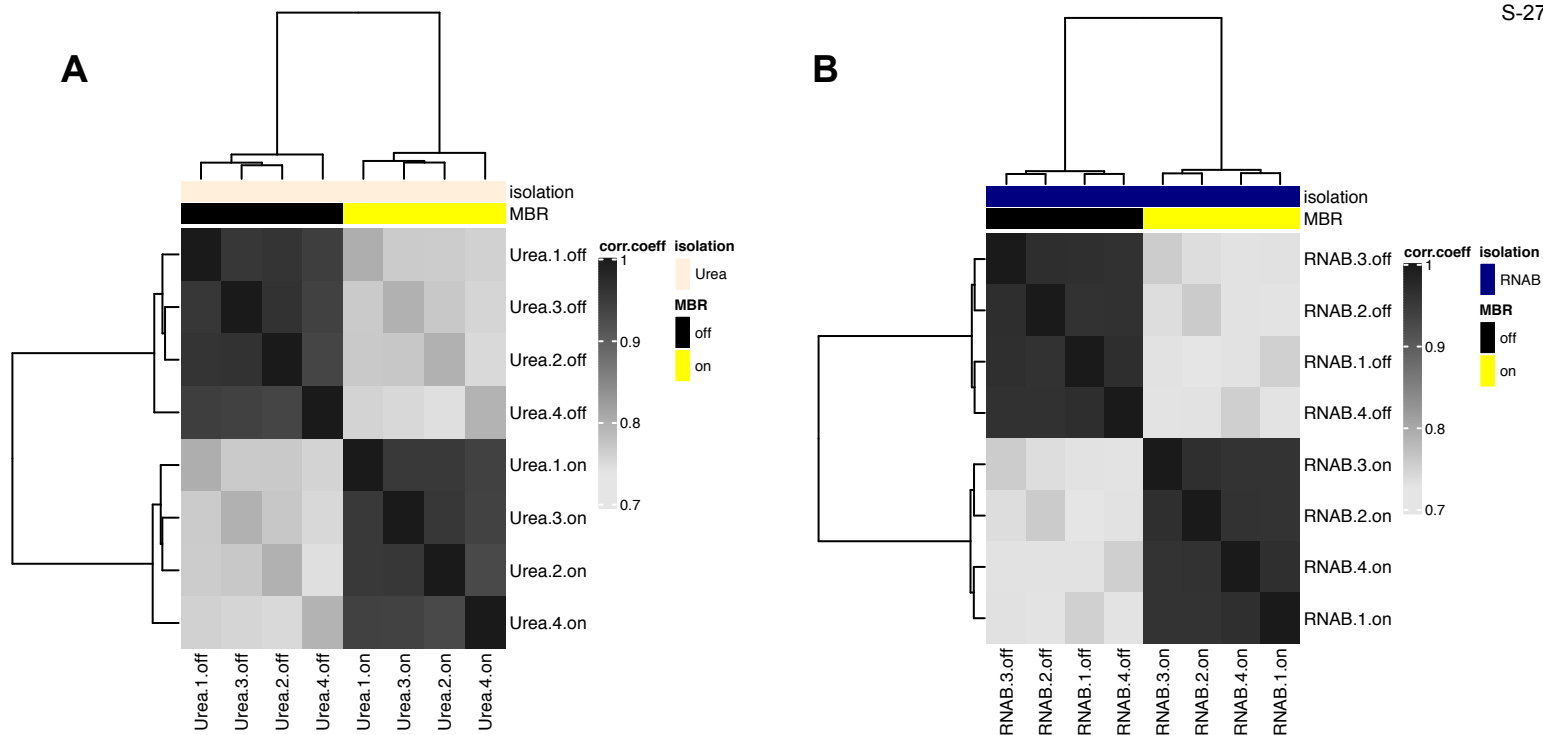 S-27
A
isolation
MBR
Urea.1.off
Urea.3.off
Urea.2.off
Urea.4.off
Urea.1.on
Urea.3.on
Urea.2.on
Urea.4.on
Urea.1.off
Urea.3.off
Urea.2.off
Urea.4.off
Urea.1.on
Urea.3.on
Urea.2.on
Urea.4.on
corr.coeff
1
0.9
0.8
0.7
isolation
Urea
MBR
off
on
B
isolation
MBR
RNAB.3.off
RNAB.2.off
RNAB.1.off
RNAB.4.off
RNAB.3.on
RNAB.2.on
RNAB.4.on
RNAB.1.on
RNAB.3.off
RNAB.2.off
RNAB.1.off
RNAB.4.off
RNAB.3.on
RNAB.2.on
RNAB.4.on
RNAB.1.on
corr.coeff
1
0.9
0.8
0.7
isolation
RNAB
MBR
off
on